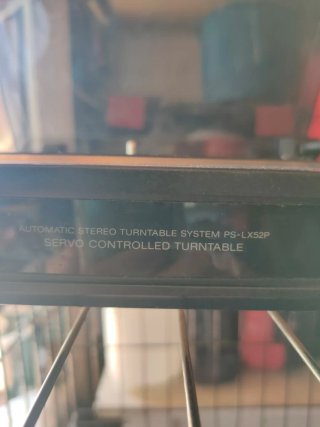 AUTOMATIC STEREO TURNTABLE SYSTEM PS-LX52P
SERVO CONTROLLED TURNTABLE